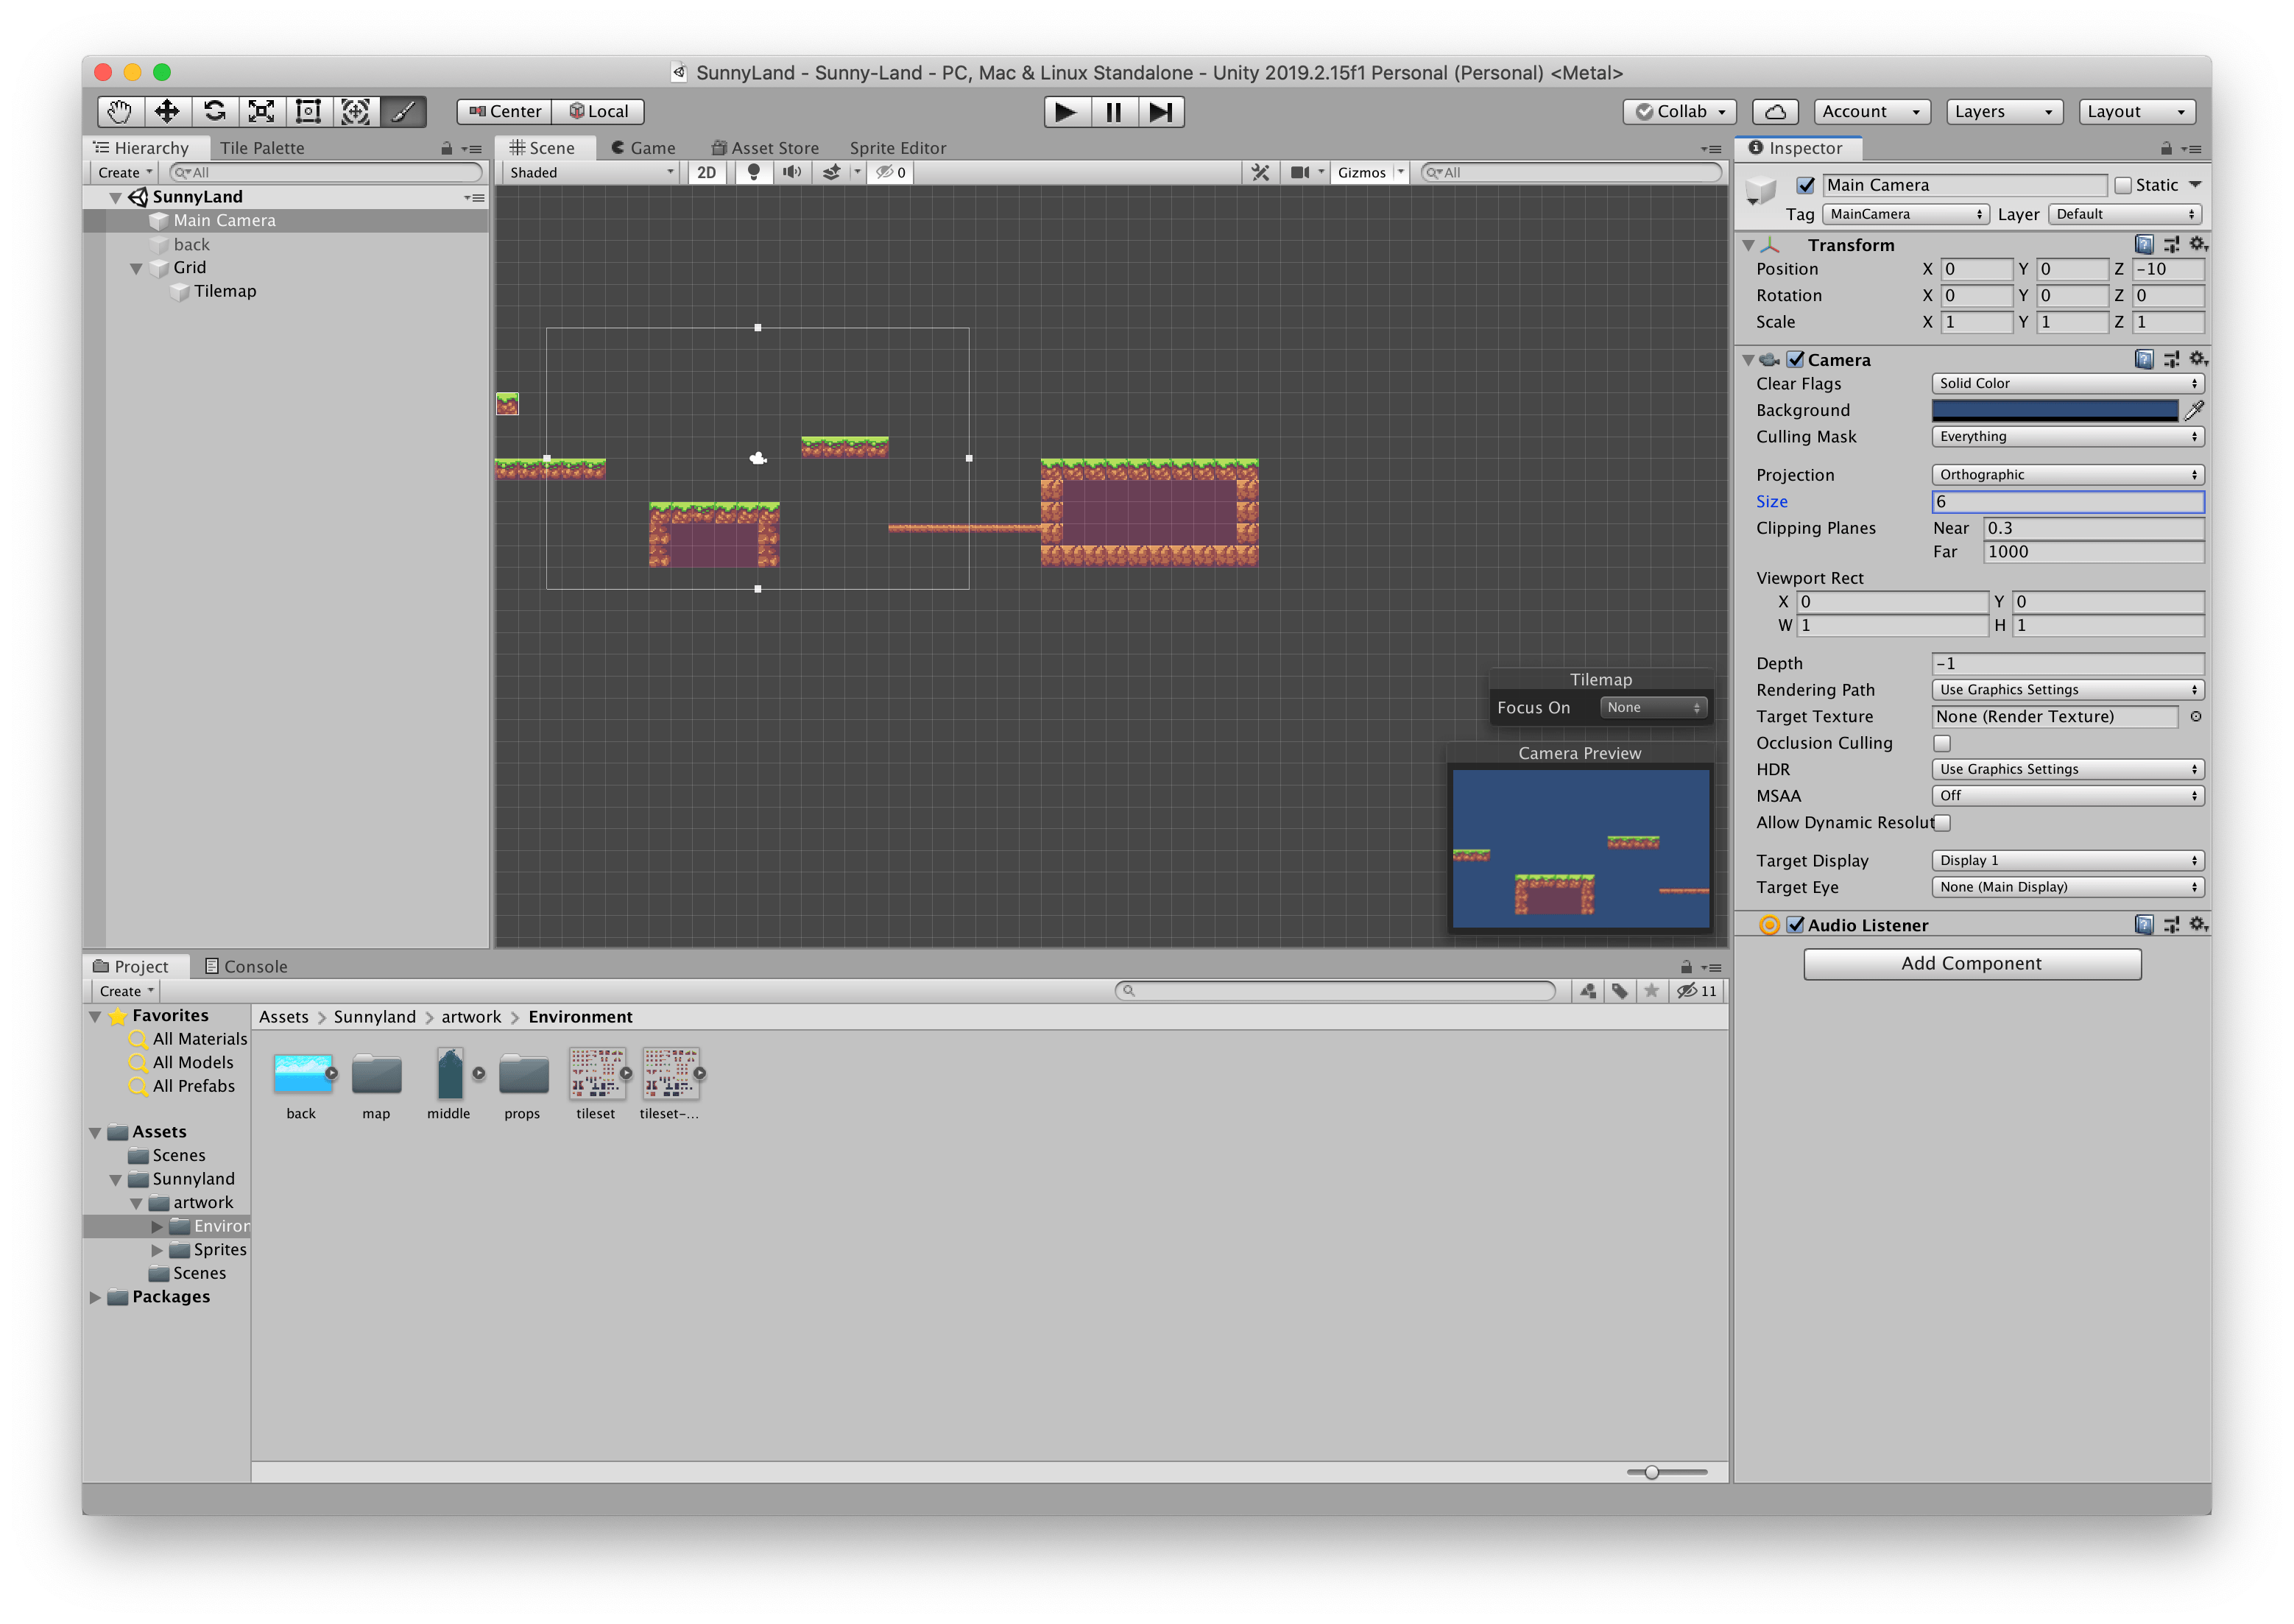 SunnyLand - Sunny-Land - PC, Mac & Linux Standalone - Unity 2019.2.15f1 Personal (Personal) <Metal>
Center Local Collab Account Layers Layout
Hierarchy Tile Palette
Create All
SunnyLand
Main Camera
back
Grid
Tilemap
Scene Game Asset Store Sprite Editor
Shaded 2D 0 Gizmos All
Tilemap
Focus On None
Camera Preview
Inspector
Main Camera Static
Tag MainCamera Layer Default
Transform
Position X 0 Y 0 Z -10
Rotation X 0 Y 0 Z 0
Scale X 1 Y 1 Z 1
Camera
Clear Flags Solid Color
Background
Culling Mask Everything
Projection Orthographic
Size 6
Clipping Planes Near 0.3
Far 1000
Viewport Rect
X 0 Y 0
W 1 H 1
Depth -1
Rendering Path Use Graphics Settings
Target Texture None (Render Texture)
Occlusion Culling
HDR Use Graphics Settings
MSAA Off
Allow Dynamic Resolut
Target Display Display 1
Target Eye None (Main Display)
Audio Listener
Add Component
Project Console
Create 11
Favorites
All Materials
All Models
All Prefabs
Assets
Scenes
Sunnyland
artwork
Enviror
Sprites
Scenes
Packages
Assets > Sunnyland > artwork > Environment
back map middle props tileset tileset-...